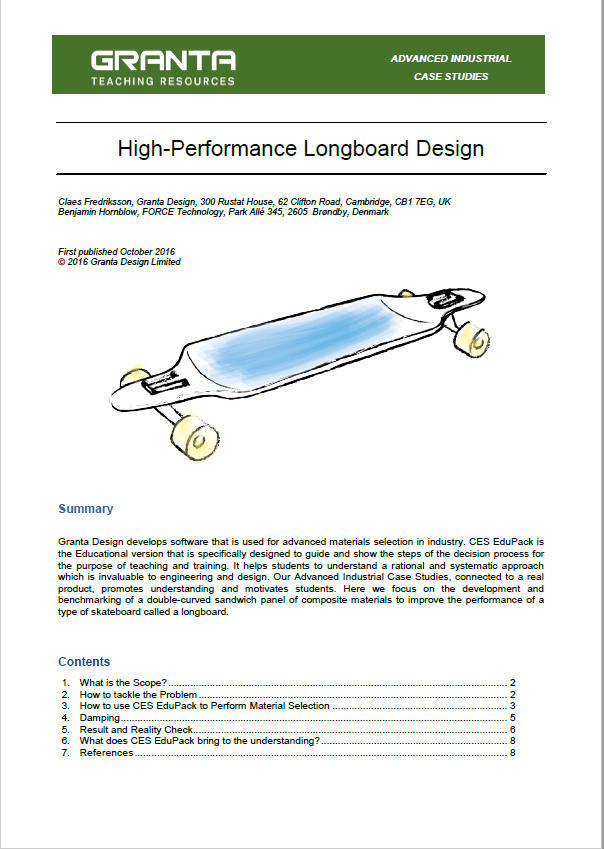 GRANTA
TEACHING RESOURCES
ADVANCED INDUSTRIAL
CASE STUDIES
High-Performance Longboard Design
Claes Fredriksson, Granta Design, 300 Rustat House, 62 Clifton Road, Cambridge, CB1 7EG, UK
Benjamin Hornblow, FORCE Technology, Park Allé 345, 2605 Brøndby, Denmark
First published October 2016
© 2016 Granta Design Limited
Summary
Granta Design develops software that is used for advanced materials selection in industry. CES EduPack is
the Educational version that is specifically designed to guide and show the steps of the decision process for
the purpose of teaching and training. It helps students to understand a rational and systematic approach
which is invaluable to engineering and design. Our Advanced Industrial Case Studies, connected to a real
product, promotes understanding and motivates students. Here we focus on the development and
benchmarking of a double-curved sandwich panel of composite materials to improve the performance of a
type of skateboard called a longboard.
Contents
1. What is the Scope? 2
2. How to tackle the Problem 2
3. How to use CES EduPack to Perform Material Selection 3
4. Damping 5
5. Result and Reality Check 6
6. What does CES EduPack bring to the understanding? 8
7. References 8